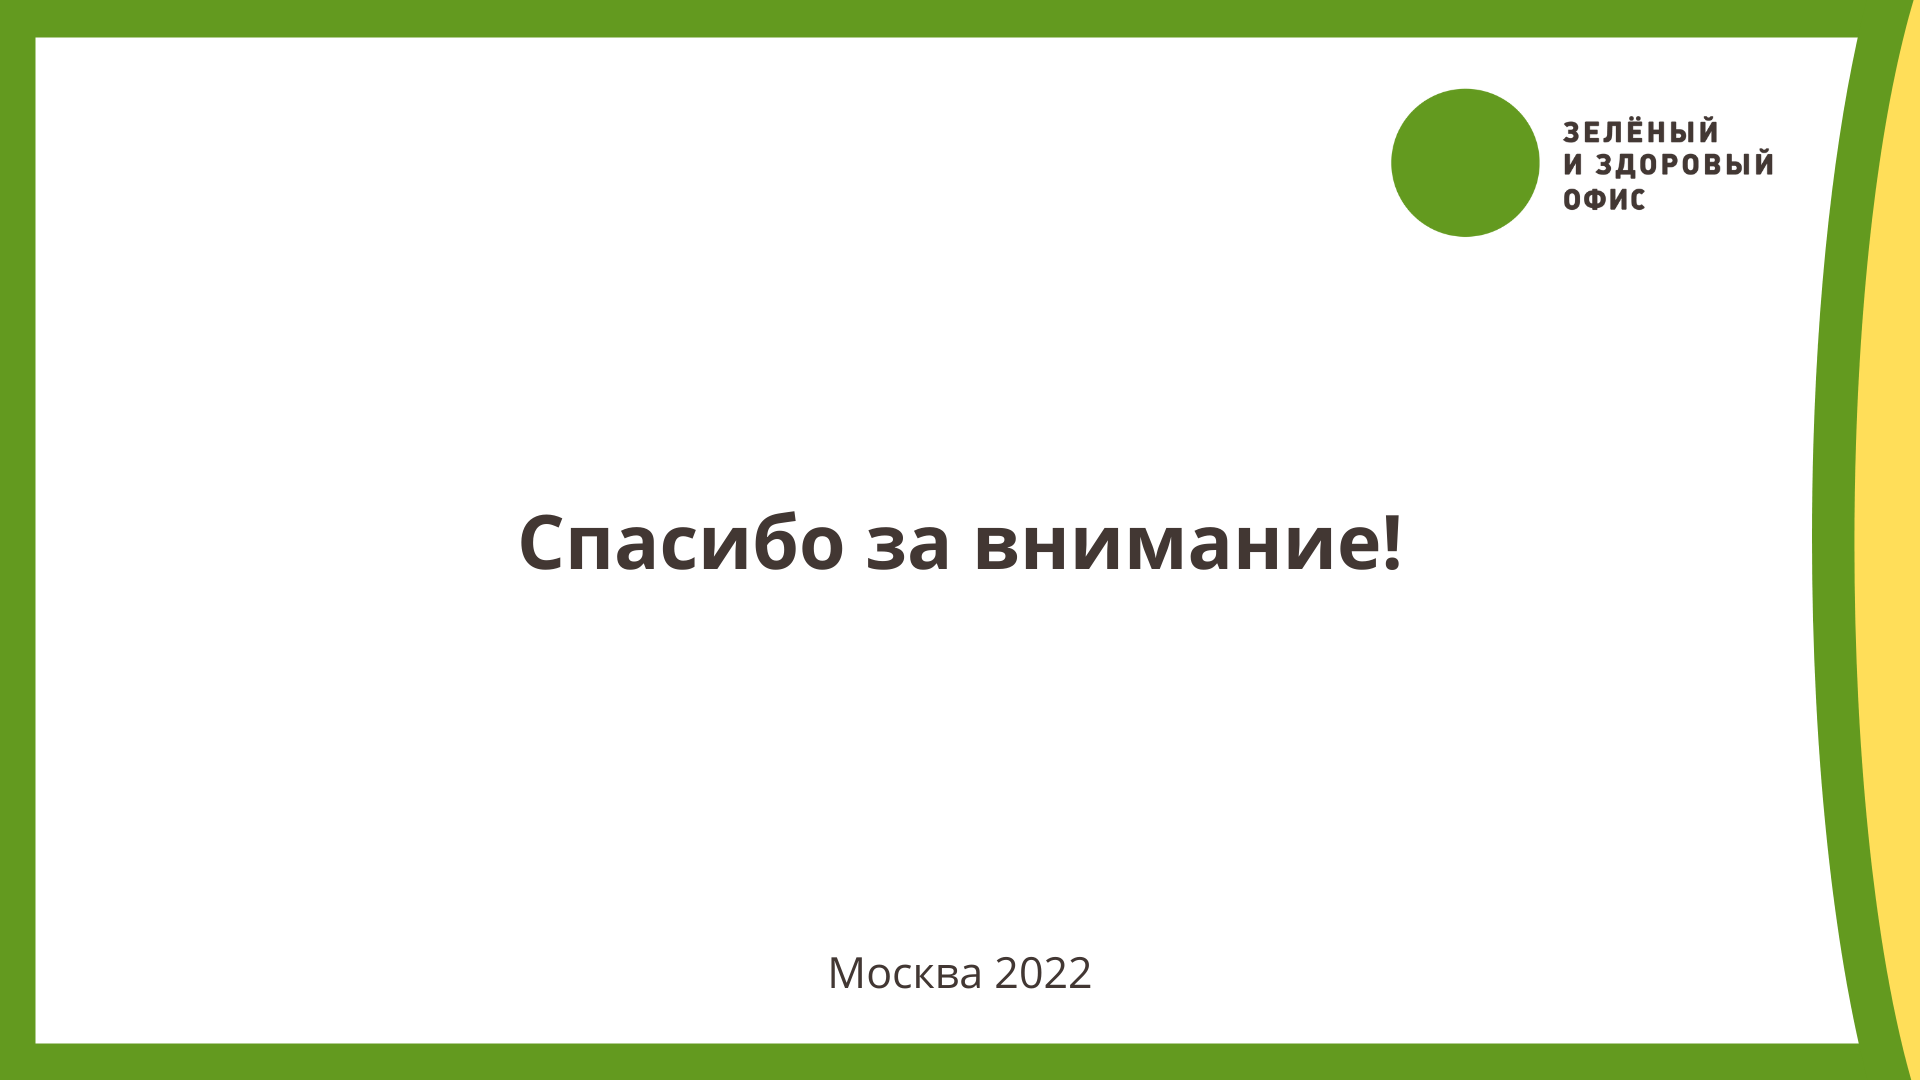 ЗЕЛЁНЫЙ
И ЗДОРОВЫЙ
ОФИС
Спасибо за внимание!
Москва 2022